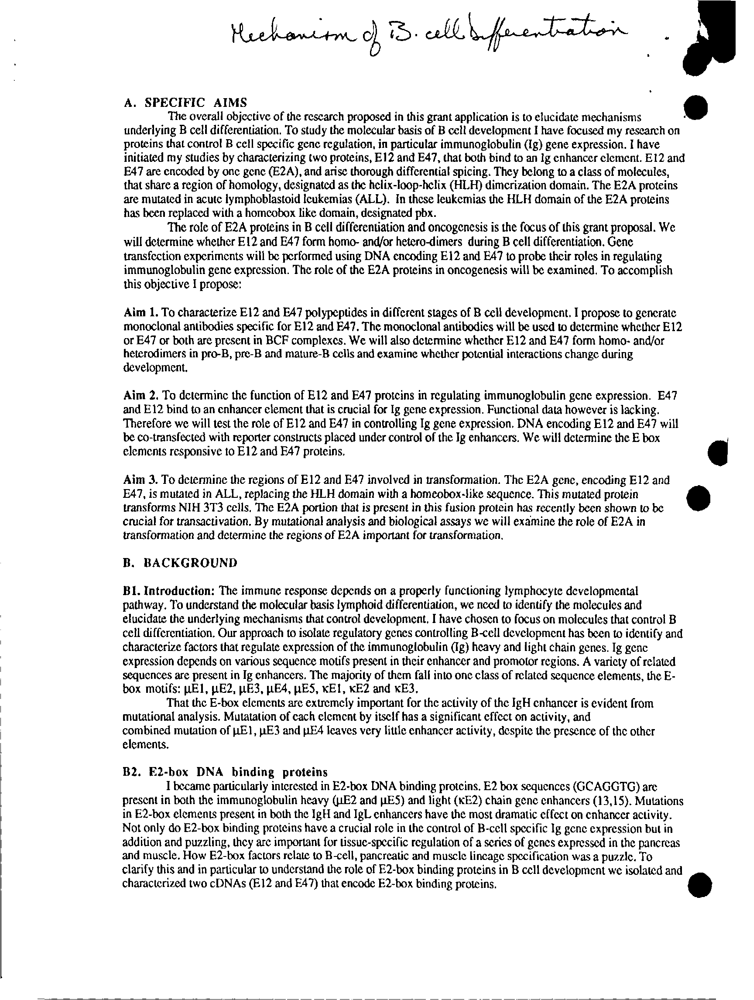 Mechanism of B. cell Differentiation
A. SPECIFIC AIMS
The overall objective of the research proposed in this grant application is to elucidate mechanisms
underlying B cell differentiation. To study the molecular basis of B cell development I have focused my research on
proteins that control B cell specific gene regulation, in particular immunoglobulin (Ig) gene expression. I have
initiated my studies by characterizing two proteins, E12 and E47, that both bind to an Ig enhancer element. E12 and
E47 are encoded by one gene (E2A), and arise thorough differential spicing. They belong to a class of molecules,
that share a region of homology, designated as the helix-loop-helix (HLH) dimerization domain. The E2A proteins
are mutated in acute lymphoblastoid leukemias (ALL). In these leukemias the HLH domain of the E2A proteins
has been replaced with a homeobox like domain, designated pbx.
The role of E2A proteins in B cell differentiation and oncogenesis is the focus of this grant proposal. We
will determine whether E12 and E47 form homo- and/or hetero-dimers during B cell differentiation. Gene
transfection experiments will be performed using DNA encoding E12 and E47 to probe their roles in regulating
immunoglobulin gene expression. The role of the E2A proteins in oncogenesis will be examined. To accomplish
this objective I propose:
Aim 1. To characterize E12 and E47 polypeptides in different stages of B cell development. I propose to generate
monoclonal antibodies specific for E12 and E47. The monoclonal antibodies will be used to determine whether E12
or E47 or both are present in BCF complexes. We will also determine whether E12 and E47 form homo- and/or
heterodimers in pro-B, pre-B and mature-B cells and examine whether potential interactions change during
development.
Aim 2. To determine the function of E12 and E47 proteins in regulating immunoglobulin gene expression. E47
and E12 bind to an enhancer element that is crucial for Ig gene expression. Functional data however is lacking.
Therefore we will test the role of E12 and E47 in controlling Ig gene expression. DNA encoding E12 and E47 will
be co-transfected with reporter constructs placed under control of the Ig enhancers. We will determine the E box
elements responsive to E12 and E47 proteins.
Aim 3. To determine the regions of E12 and E47 involved in transformation. The E2A gene, encoding E12 and
E47, is mutated in ALL, replacing the HLH domain with a homeobox-like sequence. This mutated protein
transforms NIH 3T3 cells. The E2A portion that is present in this fusion protein has recently been shown to be
crucial for transactivation. By mutational analysis and biological assays we will examine the role of E2A in
transformation and determine the regions of E2A important for transformation.
B. BACKGROUND
B1. Introduction: The immune response depends on a properly functioning lymphocyte developmental
pathway. To understand the molecular basis lymphoid differentiation, we need to identify the molecules and
elucidate the underlying mechanisms that control development. I have chosen to focus on molecules that control B
cell differentiation. Our approach to isolate regulatory genes controlling B-cell development has been to identify and
characterize factors that regulate expression of the immunoglobulin (Ig) heavy and light chain genes. Ig gene
expression depends on various sequence motifs present in their enhancer and promotor regions. A variety of related
sequences are present in Ig enhancers. The majority of them fall into one class of related sequence elements, the E-
box motifs: μE1, μE2, μE3, μE4, μE5, κE1, κE2 and κE3.
That the E-box elements are extremely important for the activity of the IgH enhancer is evident from
mutational analysis. Mutatation of each element by itself has a significant effect on activity, and
combined mutation of μE1, μE3 and μE4 leaves very little enhancer activity, despite the presence of the other
elements.
B2. E2-box DNA binding proteins
I became particularly interested in E2-box DNA binding proteins. E2 box sequences (GCAGGTG) are
present in both the immunoglobulin heavy (μE2 and μE5) and light (κE2) chain gene enhancers (13,15). Mutations
in E2-box elements present in both the IgH and IgL enhancers have the most dramatic effect on enhancer activity.
Not only do E2-box binding proteins have a crucial role in the control of B-cell specific Ig gene expression but in
addition and puzzling, they are important for tissue-specific regulation of a series of genes expressed in the pancreas
and muscle. How E2-box factors relate to B-cell, pancreatic and muscle lineage specification was a puzzle. To
clarify this and in particular to understand the role of E2-box binding proteins in B cell development we isolated and
characterized two cDNAs (E12 and E47) that encode E2-box binding proteins.